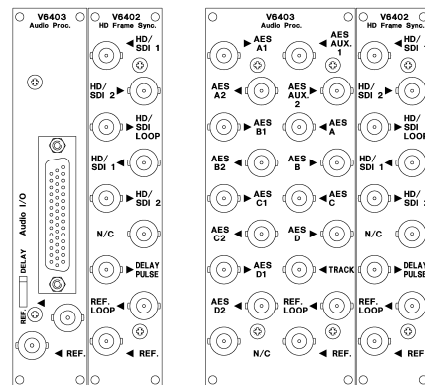 V6403
Audio Proc.
Audio I/O
DELAY
REF.
REF.
V6402
HD Frame Sync.
HD/
SDI 1
HD/
SDI 2
HD/
SDI
LOOP
HD/
SDI 1
HD/
SDI 2
N/C
DELAY
PULSE
REF.
LOOP
REF.
V6403
Audio Proc.
AES
A1
AES
AUX.
1
AES
A2
AES
AUX.
2
AES
B1
AES
A
AES
B2
AES
B
AES
C1
AES
C
AES
C2
AES
D
AES
D1
TRACK
AES
D2
REF.
LOOP
N/C
REF.
V6402
HD Frame Sync.
HD/
SDI 1
HD/
SDI 2
HD/
SDI
LOOP
HD/
SDI 1
HD/
SDI
N/C
DELAY
PULSE
REF.
LOOP
REF.